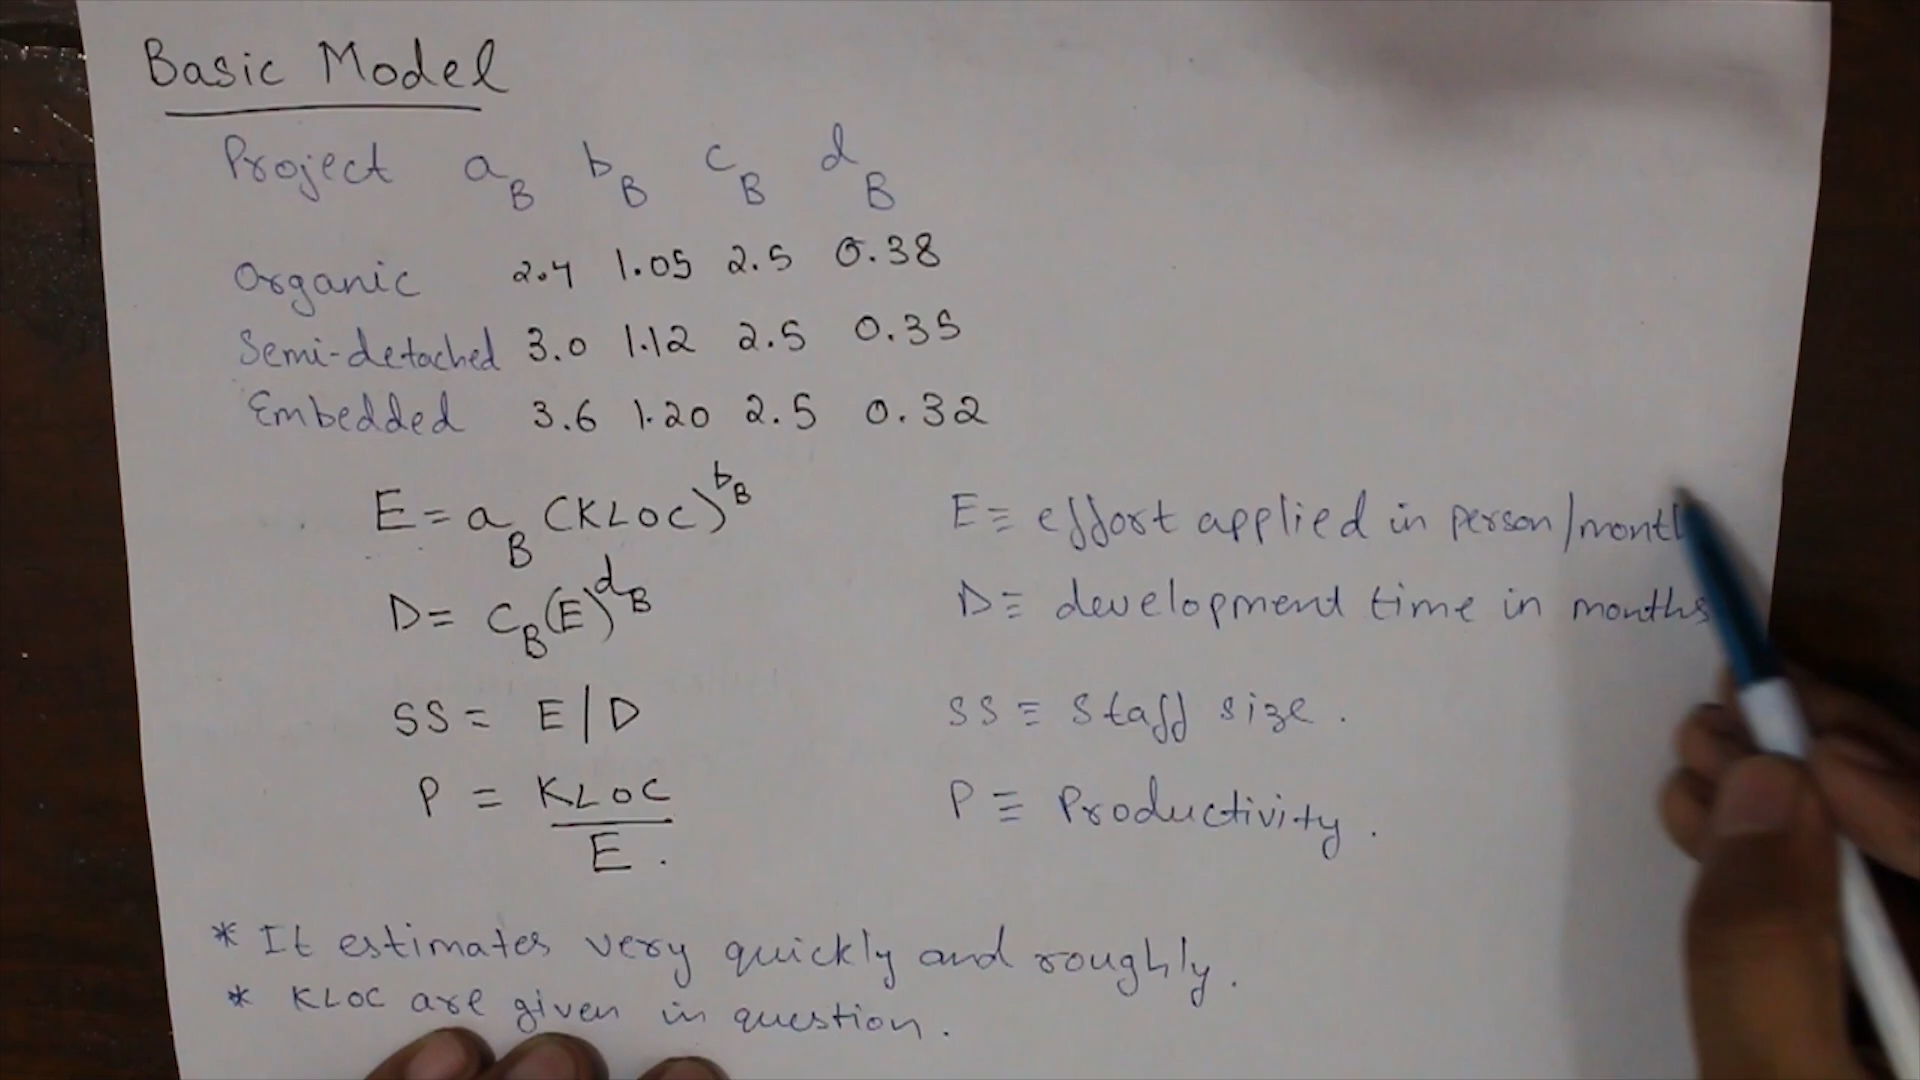 Basic Model
Project a_B b_B c_B d_B
Organic 2.4 1.05 2.5 0.38
Semi-detached 3.0 1.12 2.5 0.35
Embedded 3.6 1.20 2.5 0.32
E = a_B (KLOC)^b_B
E ≡ effort applied in person/month
D = c_B (E)^d_B
D ≡ development time in months
SS = E/D
SS ≡ Staff size.
P = KLOC
E.
P ≡ Productivity.
* It estimates very quickly and roughly.
* KLOC are given in question.